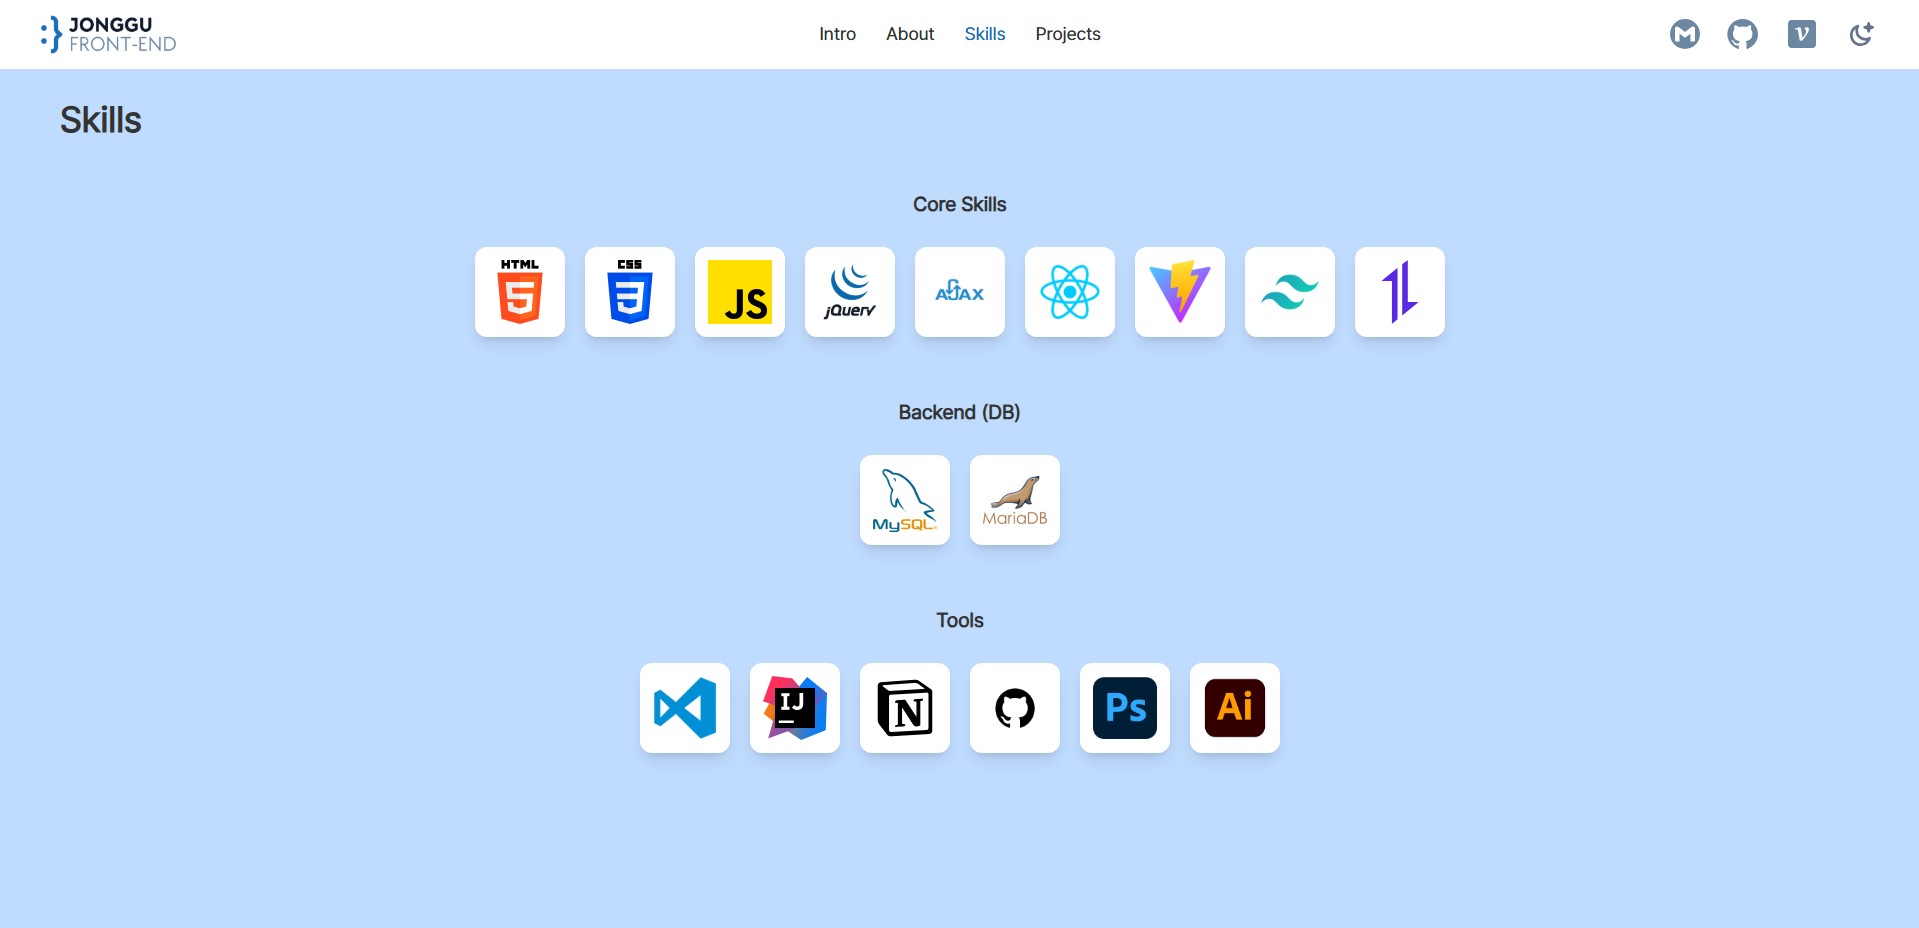 :} JONGGU
FRONT-END
Intro About Skills Projects
Skills
Core Skills
HTML
5
CSS
3
JS
jQuery
AJAX
Backend (DB)
MySQL
MariaDB
Tools
IJ
N
Ps
Ai